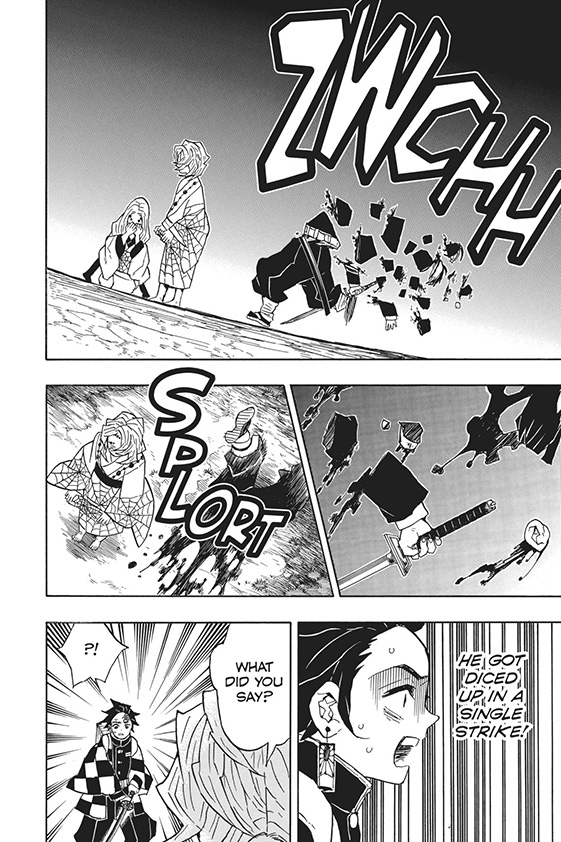 ZWCHH
SPLORT
HE GOT
DICED
UP IN A
SINGLE
STRIKE!
WHAT
DID YOU
SAY?
?!